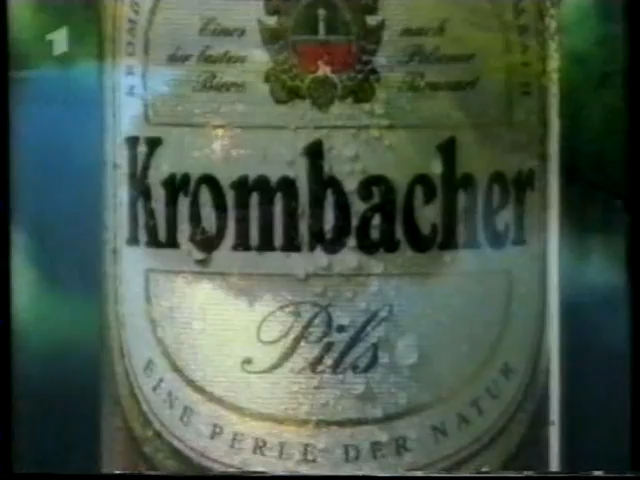 1
Eines nach
der besten Pilsener
Biere Brauart
Krombacher
Pils
EINE PERLE DER NATUR